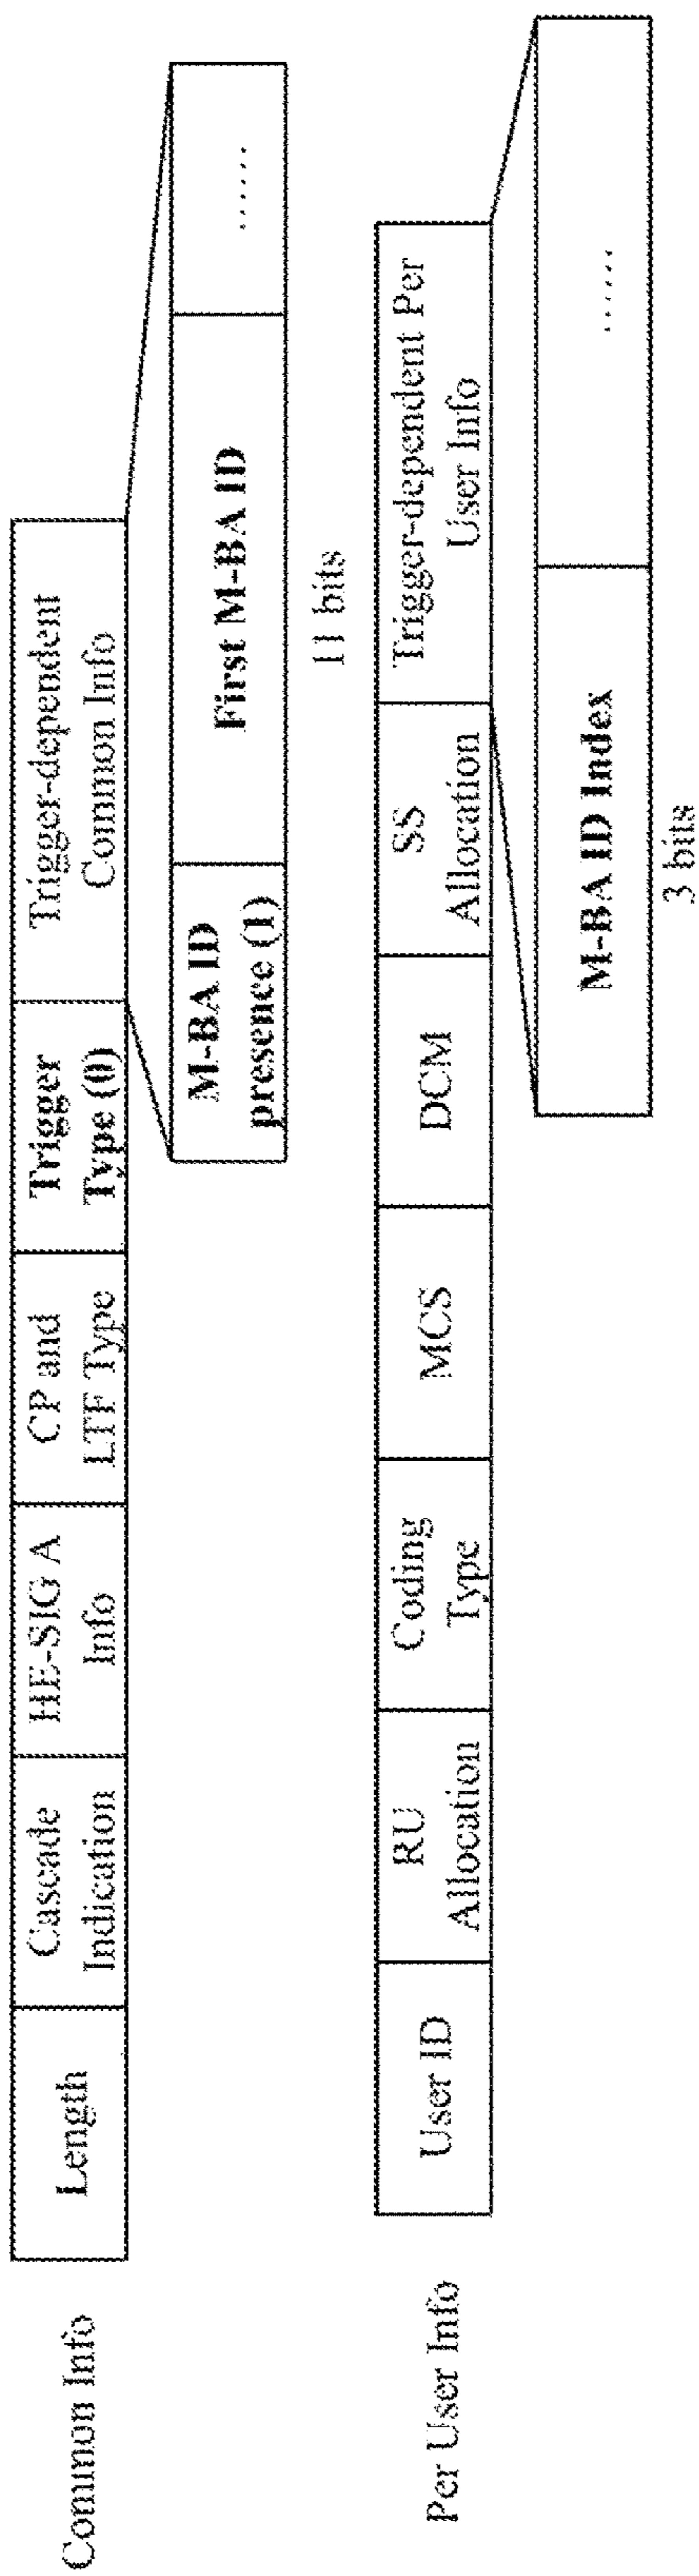 Common Info
Length
Cascade
Indication
HE-SIG A
Info
CP and
LTF Type
Trigger
Type (0)
Trigger-dependent
Common Info
M-BA ID
presence (1)
First M-BA ID
......
11 bits
Per User Info
User ID
RU
Allocation
Coding
Type
MCS
DCM
SS
Allocation
Trigger-dependent Per
User Info
M-BA ID Index
......
3 bits